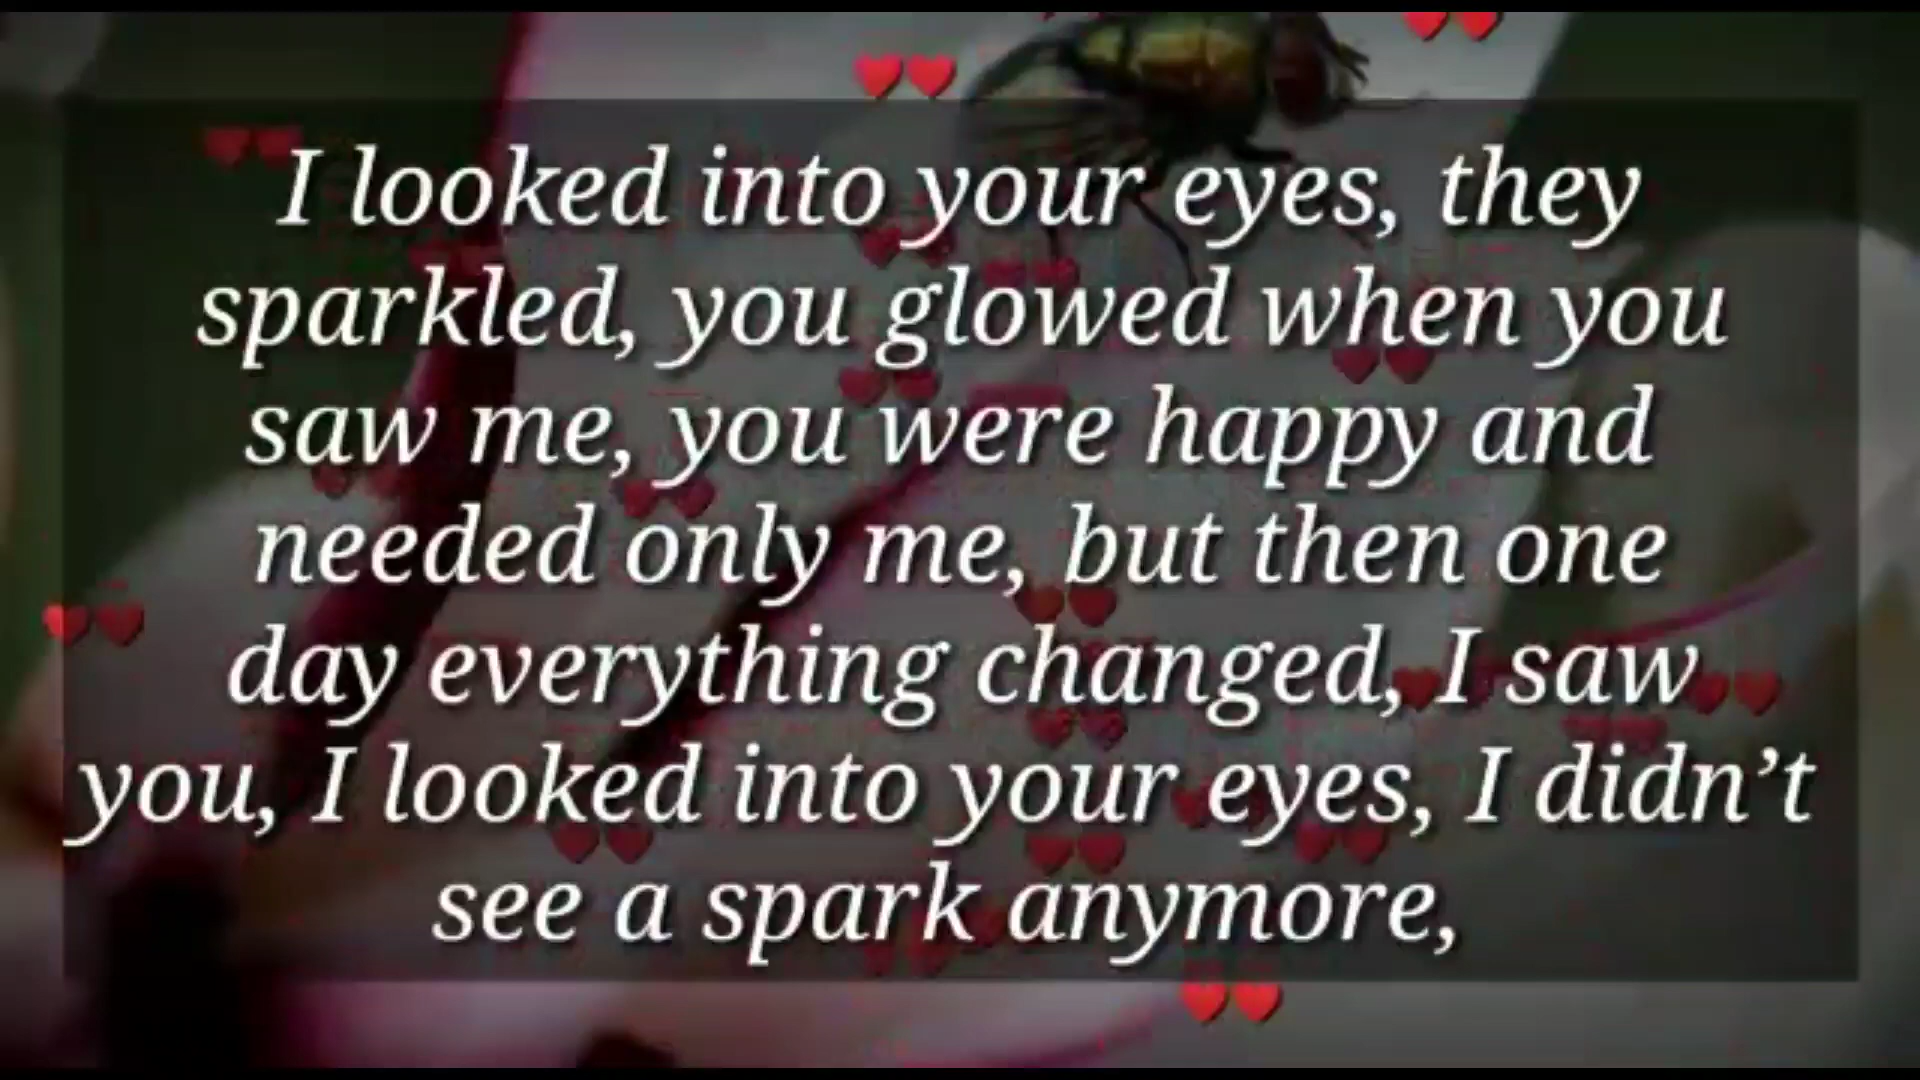 I looked into your eyes, they
sparkled, you glowed when you
saw me, you were happy and
needed only me, but then one
day everything changed, I saw
you, I looked into your eyes, I didn’t
see a spark anymore,